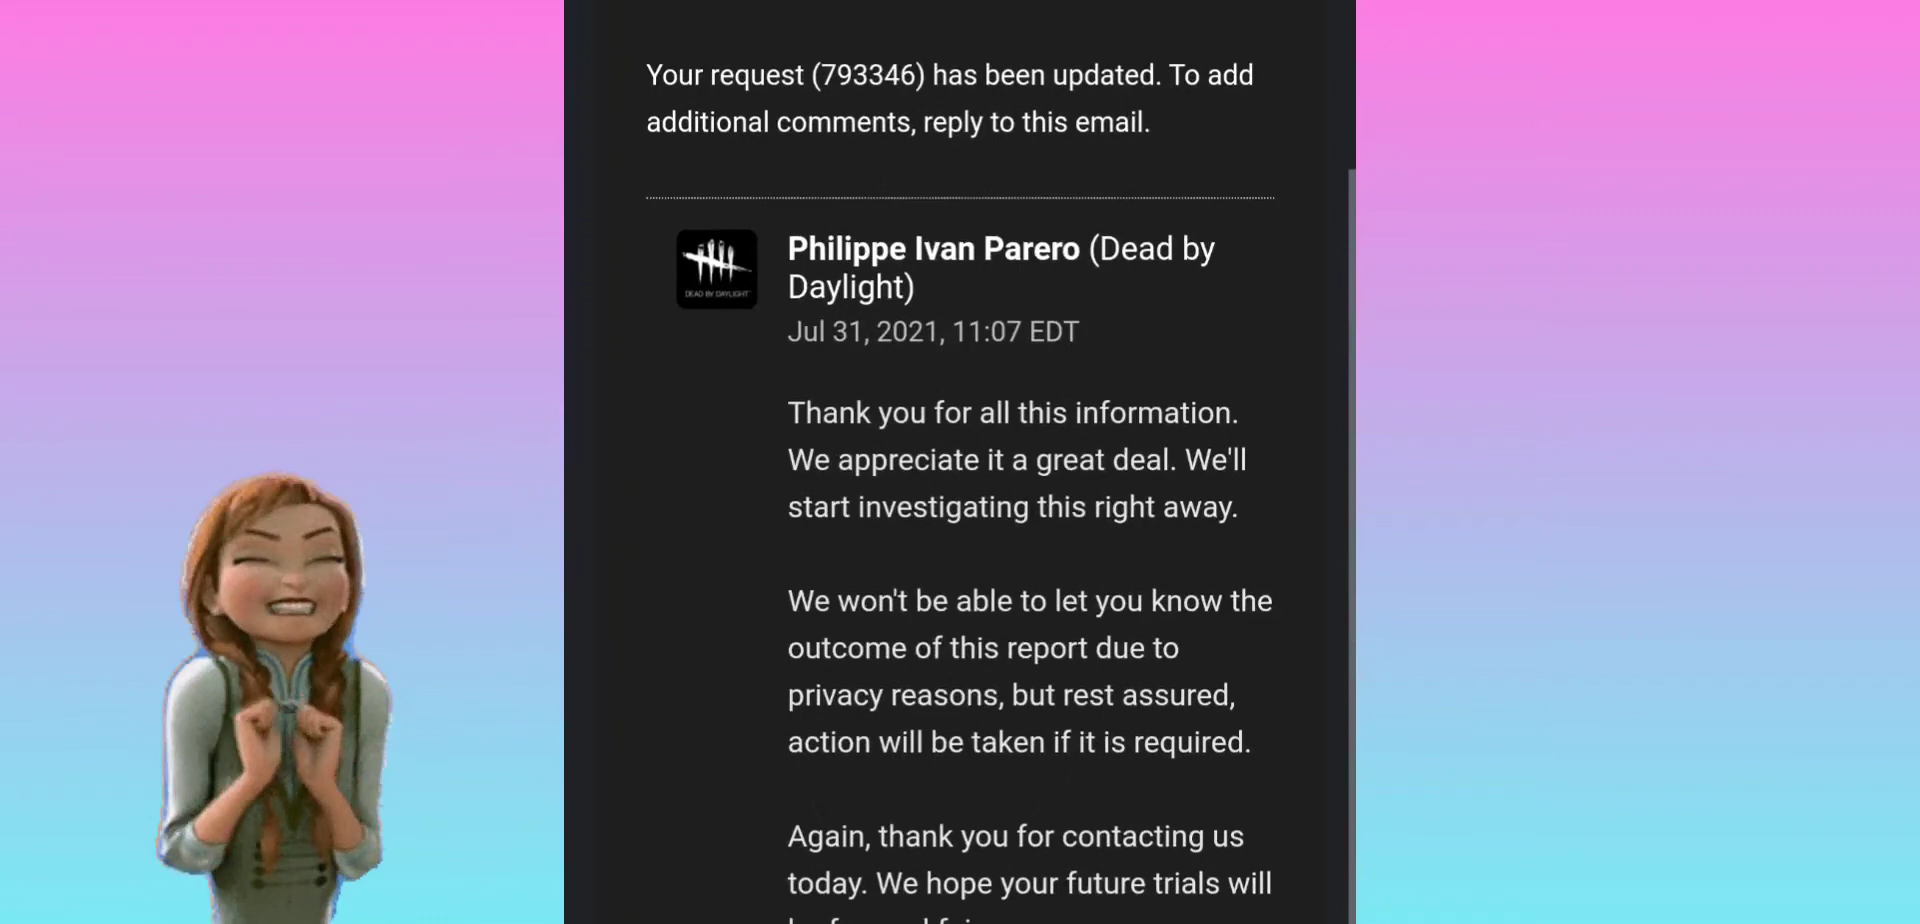 Your request (793346) has been updated. To add
additional comments, reply to this email.
DEAD BY DAYLIGHT
Philippe Ivan Parero (Dead by
Daylight)
Jul 31, 2021, 11:07 EDT
Thank you for all this information.
We appreciate it a great deal. We'll
start investigating this right away.
We won't be able to let you know the
outcome of this report due to
privacy reasons, but rest assured,
action will be taken if it is required.
Again, thank you for contacting us
today. We hope your future trials will